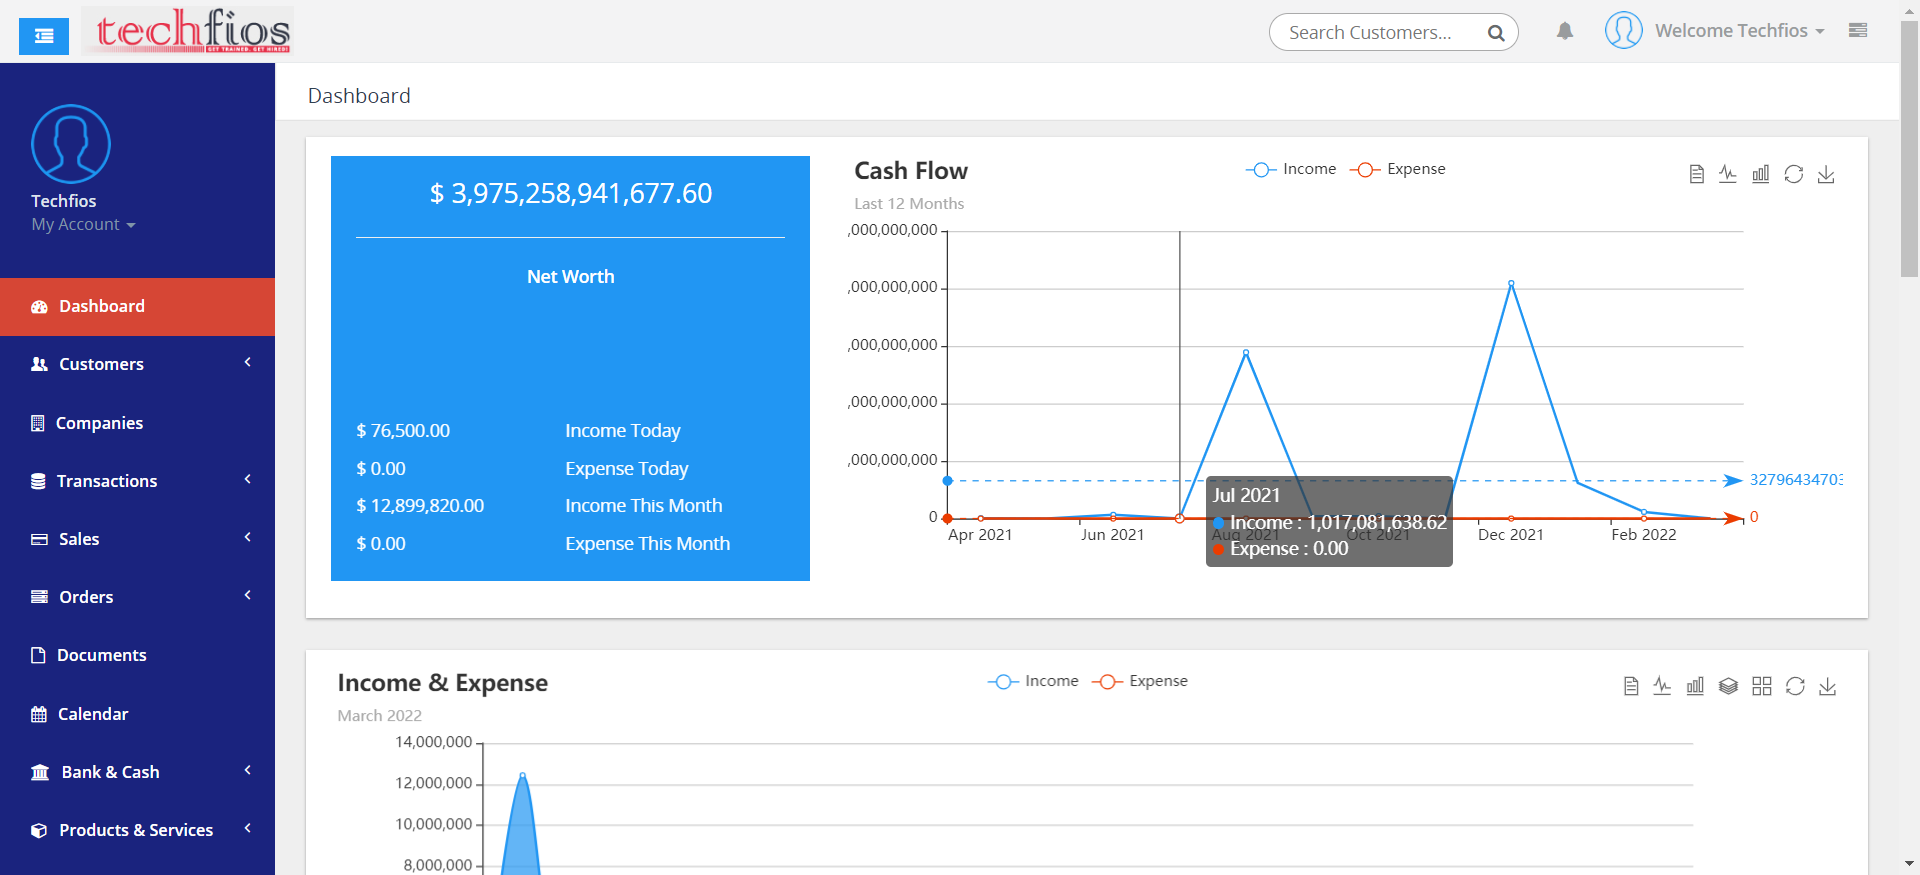 techfios
GET TRAINED. GET HIRED!
Search Customers...
Welcome Techfios
Techfios
My Account
Dashboard
Customers
Companies
Transactions
Sales
Orders
Documents
Calendar
Bank & Cash
Products & Services
Dashboard
$ 3,975,258,941,677.60
Net Worth
$ 76,500.00 Income Today
$ 0.00 Expense Today
$ 12,899,820.00 Income This Month
$ 0.00 Expense This Month
Cash Flow
Last 12 Months
Income Expense
,000,000,000
,000,000,000
,000,000,000
,000,000,000
,000,000,000
0
32796434703
0
Apr 2021 Jun 2021 Aug 2021 Oct 2021 Dec 2021 Feb 2022
Jul 2021
Income : 1,017,081,638.62
Expense : 0.00
Income & Expense
March 2022
Income Expense
14,000,000
12,000,000
10,000,000
8,000,000